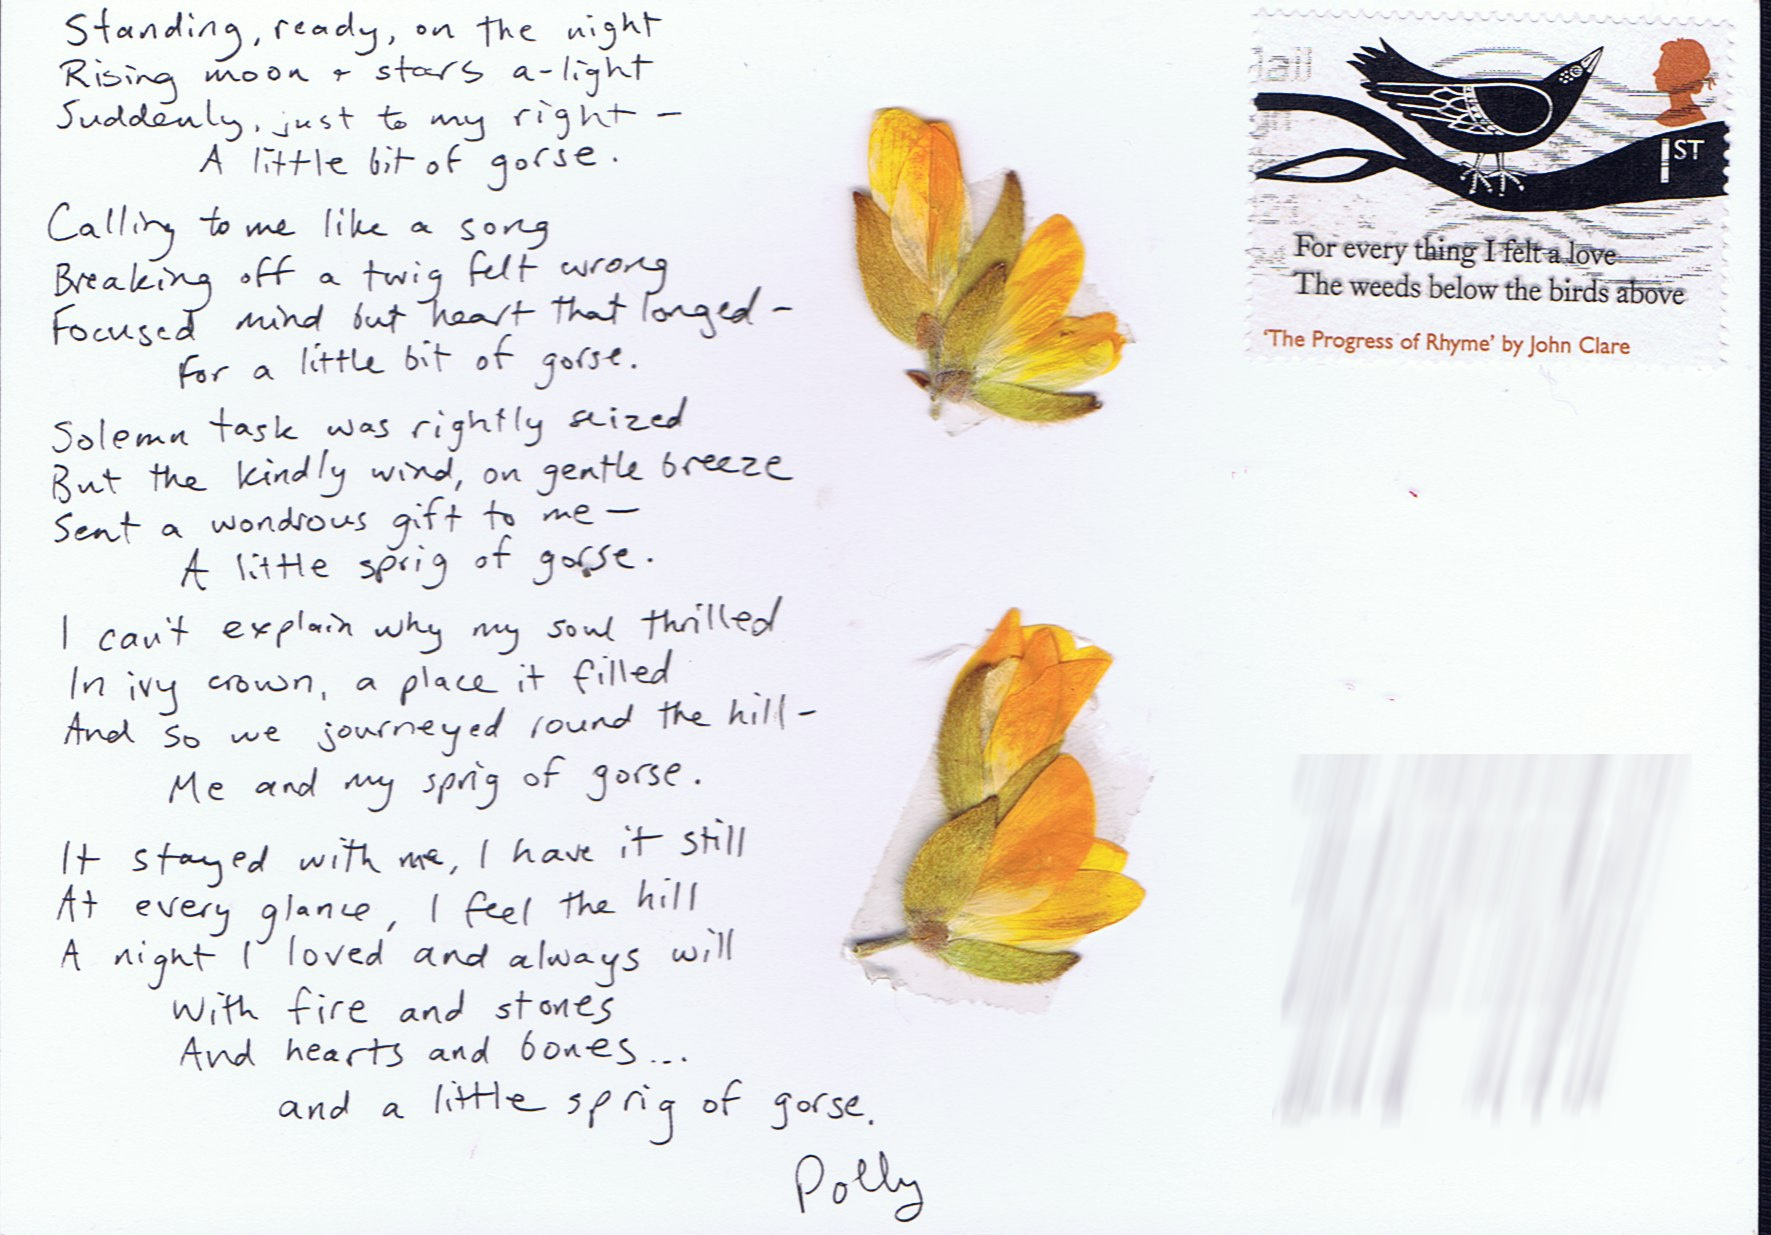 Standing, ready, on the night
Rising moon + stars a-light
Suddenly, just to my right –
A little bit of gorse.
Calling to me like a song
Breaking off a twig felt wrong
Focused mind but heart that longed –
For a little bit of gorse.
Solemn task was rightly seized
But the kindly wind, on gentle breeze
Sent a wondrous gift to me –
A little sprig of gorse.
I can't explain why my soul thrilled
In ivy crown, a place it filled
And so we journeyed round the hill –
Me and my sprig of gorse.
It stayed with me, I have it still
At every glance, I feel the hill
A night I loved and always will
With fire and stones
And hearts and bones...
and a little sprig of gorse.
Polly
1ST
For every thing I felt a love
The weeds below the birds above
'The Progress of Rhyme' by John Clare